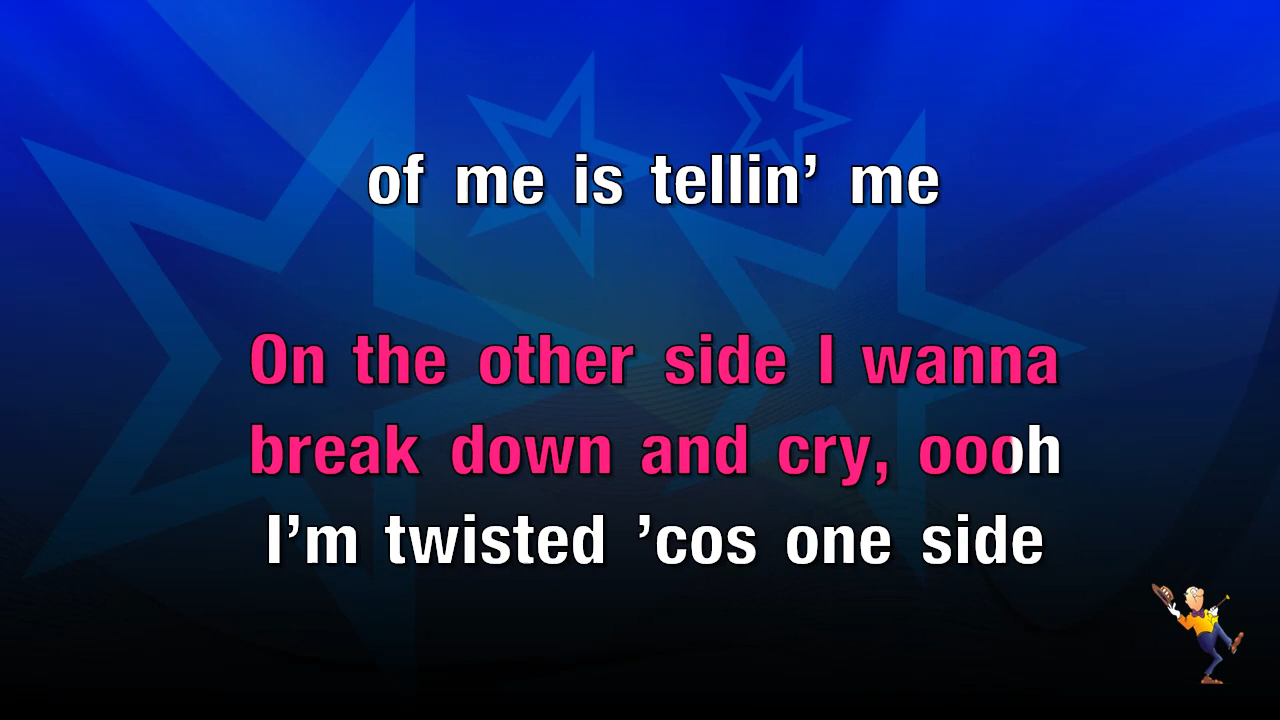 of me is tellin’ me
On the other side I wanna
break down and cry, oooh
I’m twisted ’cos one side